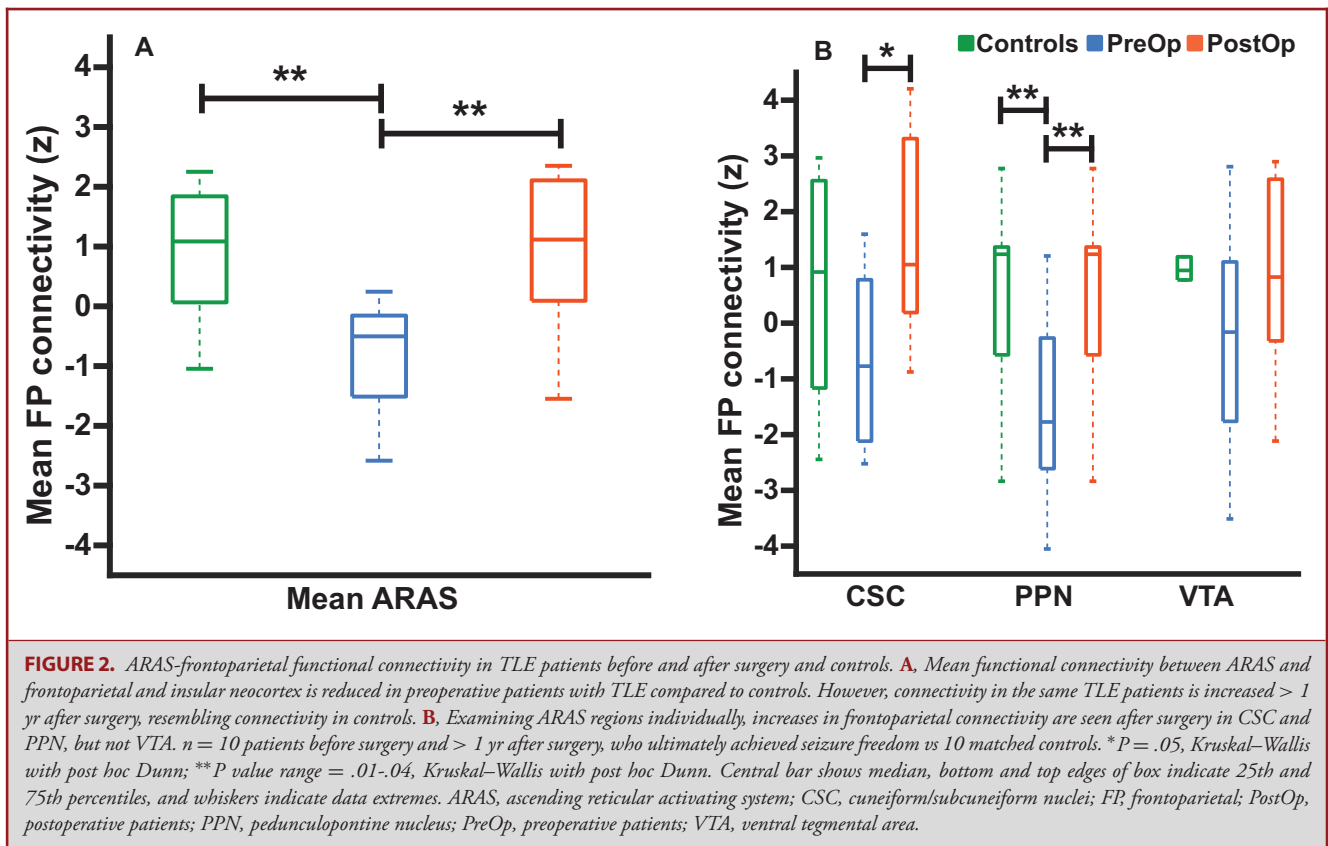 A
**
**
4
3
2
1
0
-1
-2
-3
-4
Mean FP connectivity (z)
Mean ARAS
B
Controls PreOp PostOp
*
**
**
4
3
2
1
0
-1
-2
-3
-4
Mean FP connectivity (z)
CSC PPN VTA
FIGURE 2. ARAS-frontoparietal functional connectivity in TLE patients before and after surgery and controls. A, Mean functional connectivity between ARAS and
frontoparietal and insular neocortex is reduced in preoperative patients with TLE compared to controls. However, connectivity in the same TLE patients is increased > 1
yr after surgery, resembling connectivity in controls. B, Examining ARAS regions individually, increases in frontoparietal connectivity are seen after surgery in CSC and
PPN, but not VTA. n = 10 patients before surgery and > 1 yr after surgery, who ultimately achieved seizure freedom vs 10 matched controls. *P = .05, Kruskal–Wallis
with post hoc Dunn; **P value range = .01-.04, Kruskal–Wallis with post hoc Dunn. Central bar shows median, bottom and top edges of box indicate 25th and
75th percentiles, and whiskers indicate data extremes. ARAS, ascending reticular activating system; CSC, cuneiform/subcuneiform nuclei; FP, frontoparietal; PostOp,
postoperative patients; PPN, pedunculopontine nucleus; PreOp, preoperative patients; VTA, ventral tegmental area.